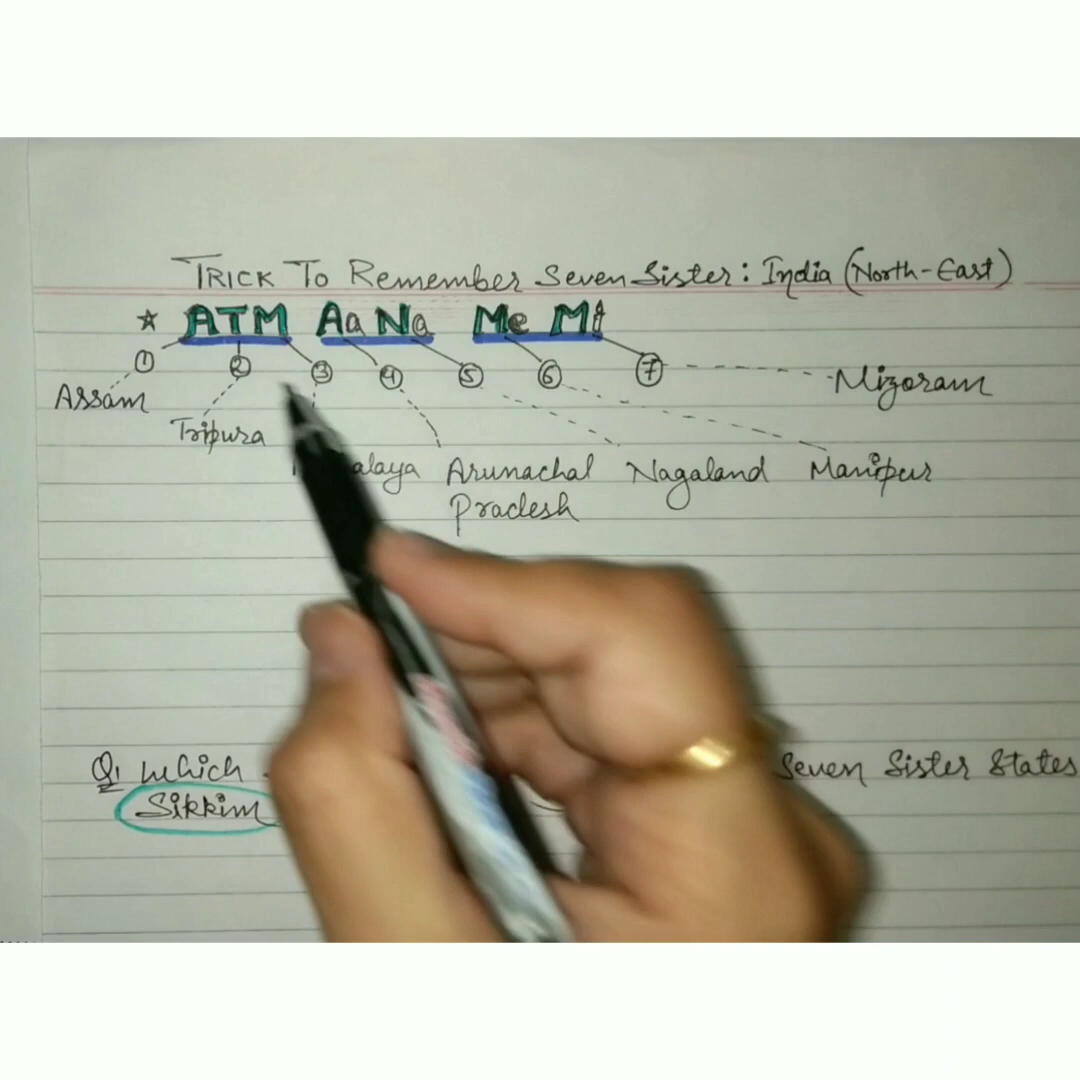 TRICK TO Remember Seven Sister: India (North-East)
☆ ATM AaNa Me Mi
① ② ③ ④ ⑤ ⑥ ⑦
Assam Mizoram
Tripura
alaya Arunachal Nagaland Manipur
Pradesh
Q! Which Seven Sister States
Sikkim